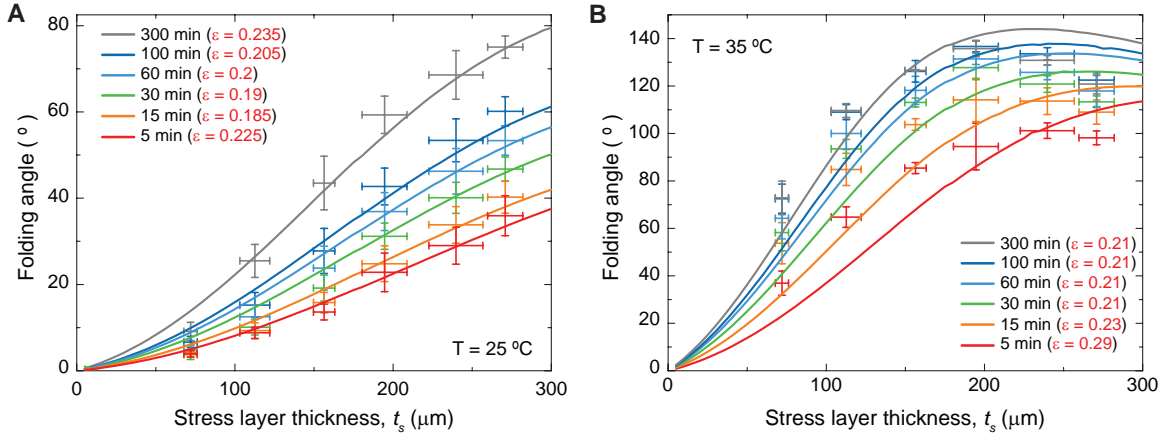 A
80
60
40
20
0
Folding angle ( º)
300 min (ε = 0.235)
100 min (ε = 0.205)
60 min (ε = 0.2)
30 min (ε = 0.19)
15 min (ε = 0.185)
5 min (ε = 0.225)
T = 25 ºC
0 100 200 300
Stress layer thickness, ts (μm)
B
140
120
100
80
60
40
20
0
Folding angle ( º)
T = 35 ºC
300 min (ε = 0.21)
100 min (ε = 0.21)
60 min (ε = 0.21)
30 min (ε = 0.21)
15 min (ε = 0.23)
5 min (ε = 0.29)
0 100 200 300
Stress layer thickness, ts (μm)